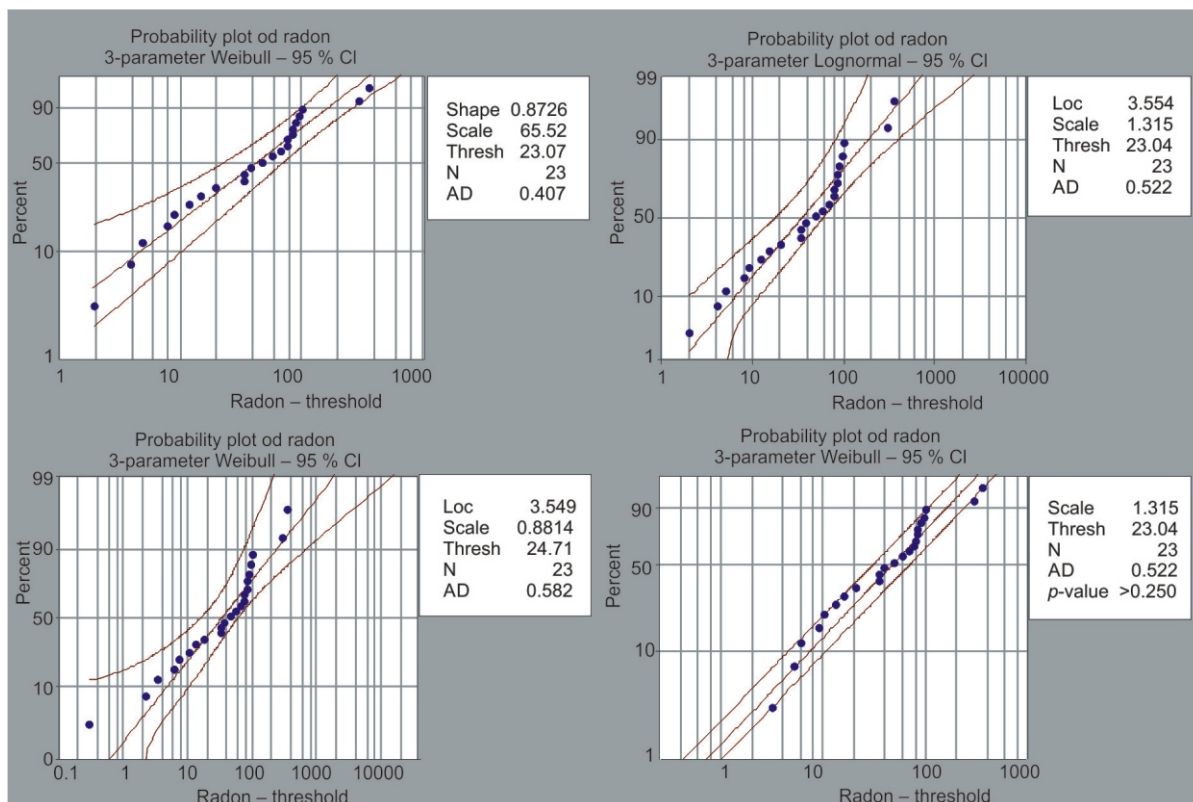 Probability plot od radon
3-parameter Weibull – 95 % CI
Percent
90
50
10
1
1
10
100
1000
Radon – threshold
Shape 0.8726
Scale 65.52
Thresh 23.07
N 23
AD 0.407
Probability plot od radon
3-parameter Lognormal – 95 % CI
Percent
99
90
50
10
1
1
10
100
1000
10000
Radon – threshold
Loc 3.554
Scale 1.315
Thresh 23.04
N 23
AD 0.522
Probability plot od radon
3-parameter Weibull – 95 % CI
Percent
99
90
50
10
0
0.1
1
10
100
1000
10000
Radon – threshold
Loc 3.549
Scale 0.8814
Thresh 24.71
N 23
AD 0.582
Probability plot od radon
3-parameter Weibull – 95 % CI
Percent
90
50
10
1
1
10
100
1000
Radon – threshold
Scale 1.315
Thresh 23.04
N 23
AD 0.522
p-value >0.250